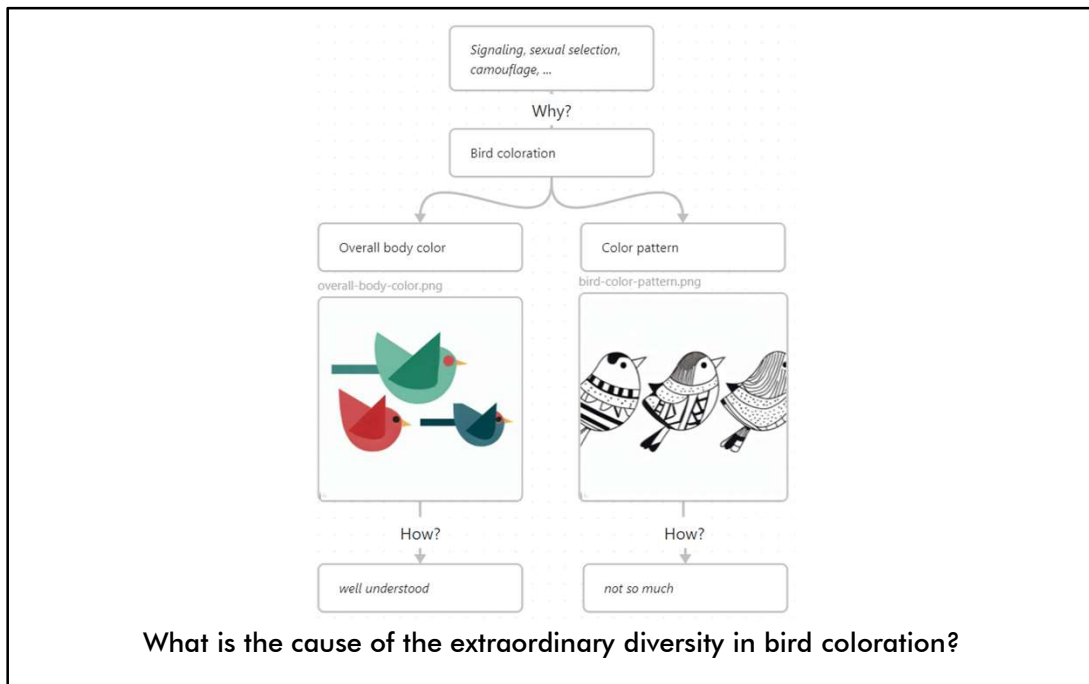 Signaling, sexual selection,
camouflage, ...
Why?
Bird coloration
Overall body color
Color pattern
overall-body-color.png
bird-color-pattern.png
How?
How?
well understood
not so much
What is the cause of the extraordinary diversity in bird coloration?